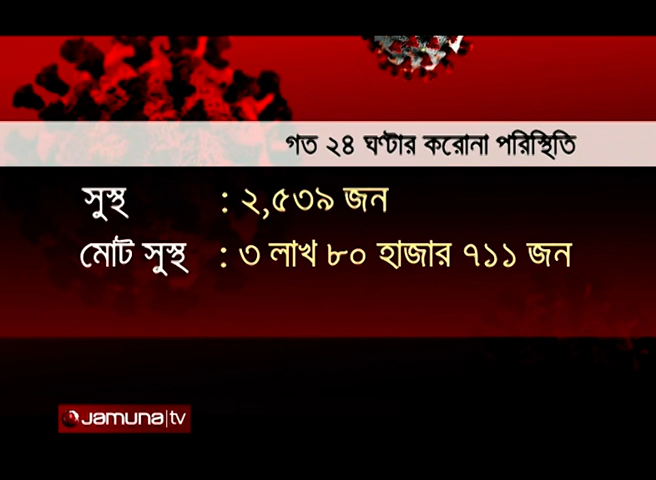 গত ২৪ ঘণ্টার করোনা পরিস্থিতি
সুস্থ : ২,৫৩৯ জন
মোট সুস্থ : ৩ লাখ ৮০ হাজার ৭১১ জন
Jamuna|tv